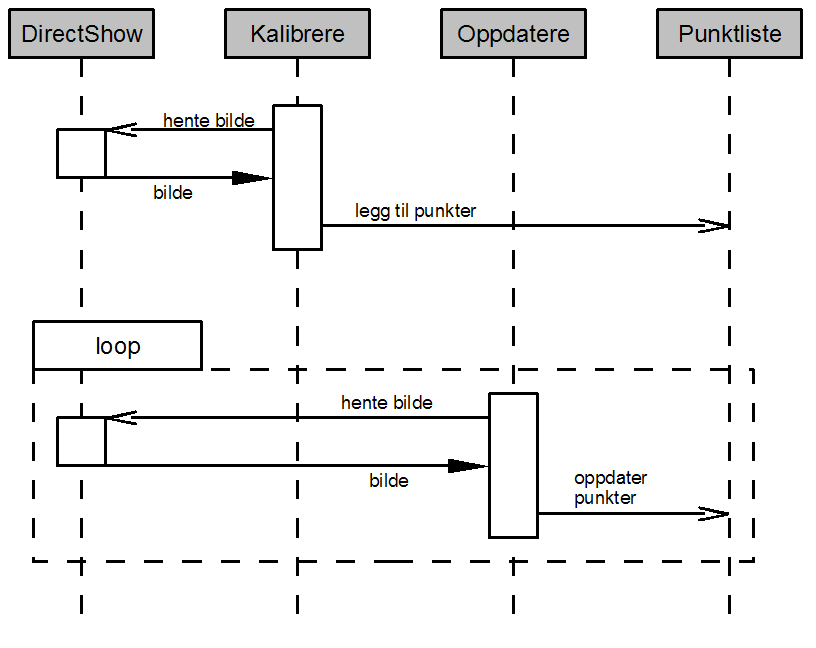 DirectShow
Kalibrere
Oppdatere
Punktliste
hente bilde
bilde
legg til punkter
loop
hente bilde
bilde
oppdater
punkter